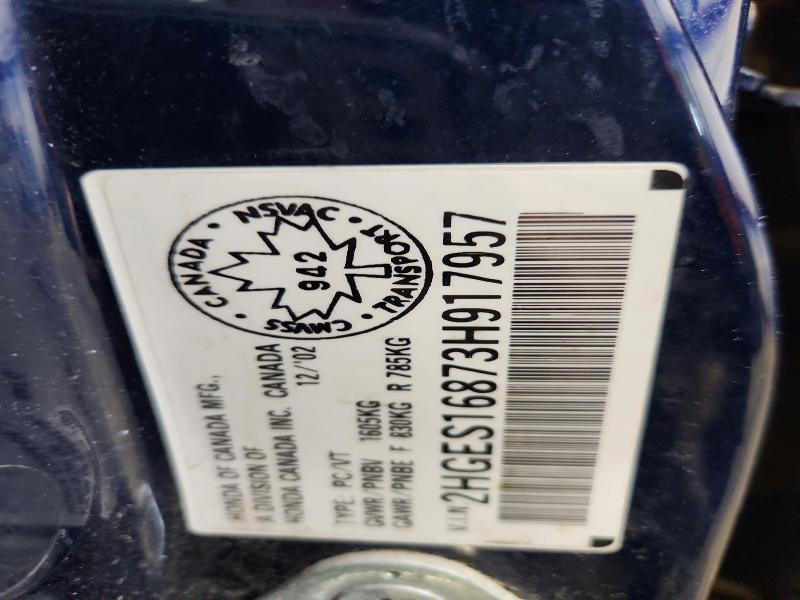 HONDA OF CANADA MFG.,
A DIVISION OF
HONDA CANADA INC. CANADA
12/'02
TYPE: PC/VT
GVWR/PNBV 1605KG
GAWR/PNBE F 830KG R 785KG
V.I.N. 2HGES16873H917957
CANADA • NSVAC • TRANSPORT • CMVSS •
942